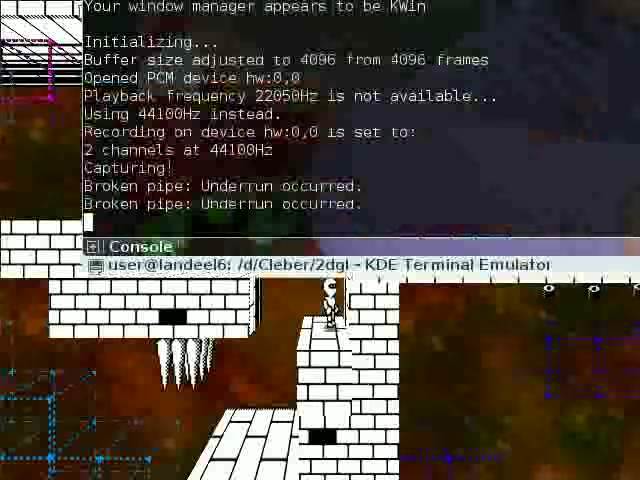 Your window manager appears to be KWin
Initializing...
Buffer size adjusted to 4096 from 4096 frames
Opened PCM device hw:0,0
Playback frequency 22050Hz is not available...
Using 44100Hz instead.
Recording on device hw:0,0 is set to:
2 channels at 44100Hz
Capturing!
Broken pipe: Underrun occurred.
Broken pipe: Underrun occurred.
Console
user@landeel6: /d/Cleber/2dgl - KDE Terminal Emulator